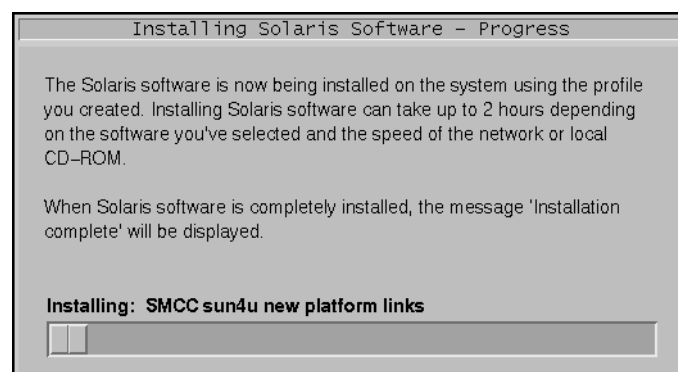 Installing Solaris Software – Progress
The Solaris software is now being installed on the system using the profile
you created. Installing Solaris software can take up to 2 hours depending
on the software you've selected and the speed of the network or local
CD–ROM.
When Solaris software is completely installed, the message 'Installation
complete' will be displayed.
Installing: SMCC sun4u new platform links